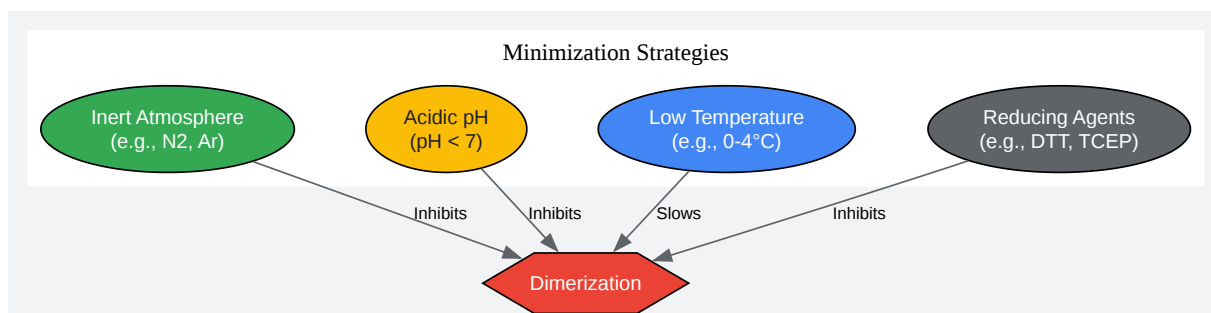 Minimization Strategies
Inert Atmosphere
(e.g., N2, Ar)
Acidic pH
(pH < 7)
Low Temperature
(e.g., 0-4°C)
Reducing Agents
(e.g., DTT, TCEP)
Inhibits
Inhibits
Slows
Inhibits
Dimerization